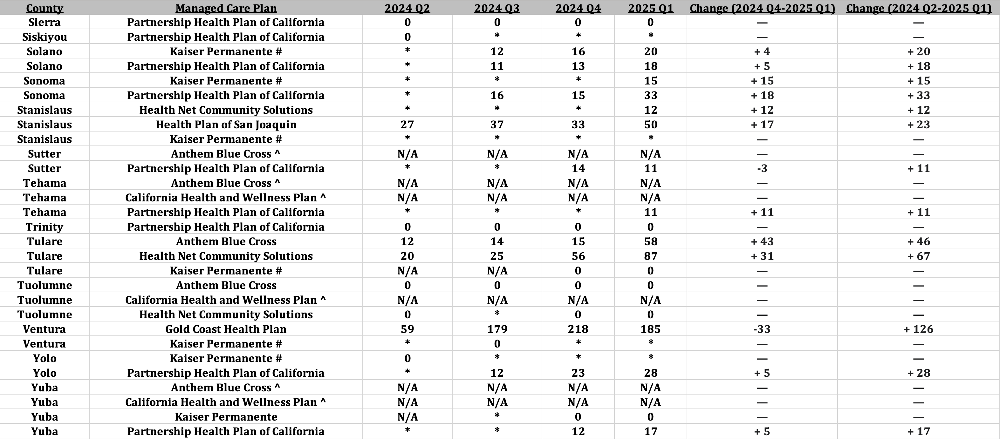 County Managed Care Plan 2024 Q2 2024 Q3 2024 Q4 2025 Q1 Change (2024 Q4-2025 Q1) Change (2024 Q2-2025 Q1)
Sierra Partnership Health Plan of California 0 0 0 0 — —
Siskiyou Partnership Health Plan of California 0 * * * — —
Solano Kaiser Permanente # * 12 16 20 + 4 + 20
Solano Partnership Health Plan of California * 11 13 18 + 5 + 18
Sonoma Kaiser Permanente # * * * 15 + 15 + 15
Sonoma Partnership Health Plan of California * 16 15 33 + 18 + 33
Stanislaus Health Net Community Solutions * * * 12 + 12 + 12
Stanislaus Health Plan of San Joaquin 27 37 33 50 + 17 + 23
Stanislaus Kaiser Permanente # * * * * — —
Sutter Anthem Blue Cross ^ N/A N/A N/A N/A — —
Sutter Partnership Health Plan of California * * 14 11 -3 + 11
Tehama Anthem Blue Cross ^ N/A N/A N/A N/A — —
Tehama California Health and Wellness Plan ^ N/A N/A N/A N/A — —
Tehama Partnership Health Plan of California * * * 11 + 11 + 11
Trinity Partnership Health Plan of California 0 0 0 0 — —
Tulare Anthem Blue Cross 12 14 15 58 + 43 + 46
Tulare Health Net Community Solutions 20 25 56 87 + 31 + 67
Tulare Kaiser Permanente # N/A N/A 0 0 — —
Tuolumne Anthem Blue Cross 0 0 0 0 — —
Tuolumne California Health and Wellness Plan ^ N/A N/A N/A N/A — —
Tuolumne Health Net Community Solutions 0 * 0 0 — —
Ventura Gold Coast Health Plan 59 179 218 185 -33 + 126
Ventura Kaiser Permanente # * 0 * * — —
Yolo Kaiser Permanente # 0 * * * — —
Yolo Partnership Health Plan of California * 12 23 28 + 5 + 28
Yuba Anthem Blue Cross ^ N/A N/A N/A N/A — —
Yuba California Health and Wellness Plan ^ N/A N/A N/A N/A — —
Yuba Kaiser Permanente N/A * 0 0 — —
Yuba Partnership Health Plan of California * * 12 17 + 5 + 17